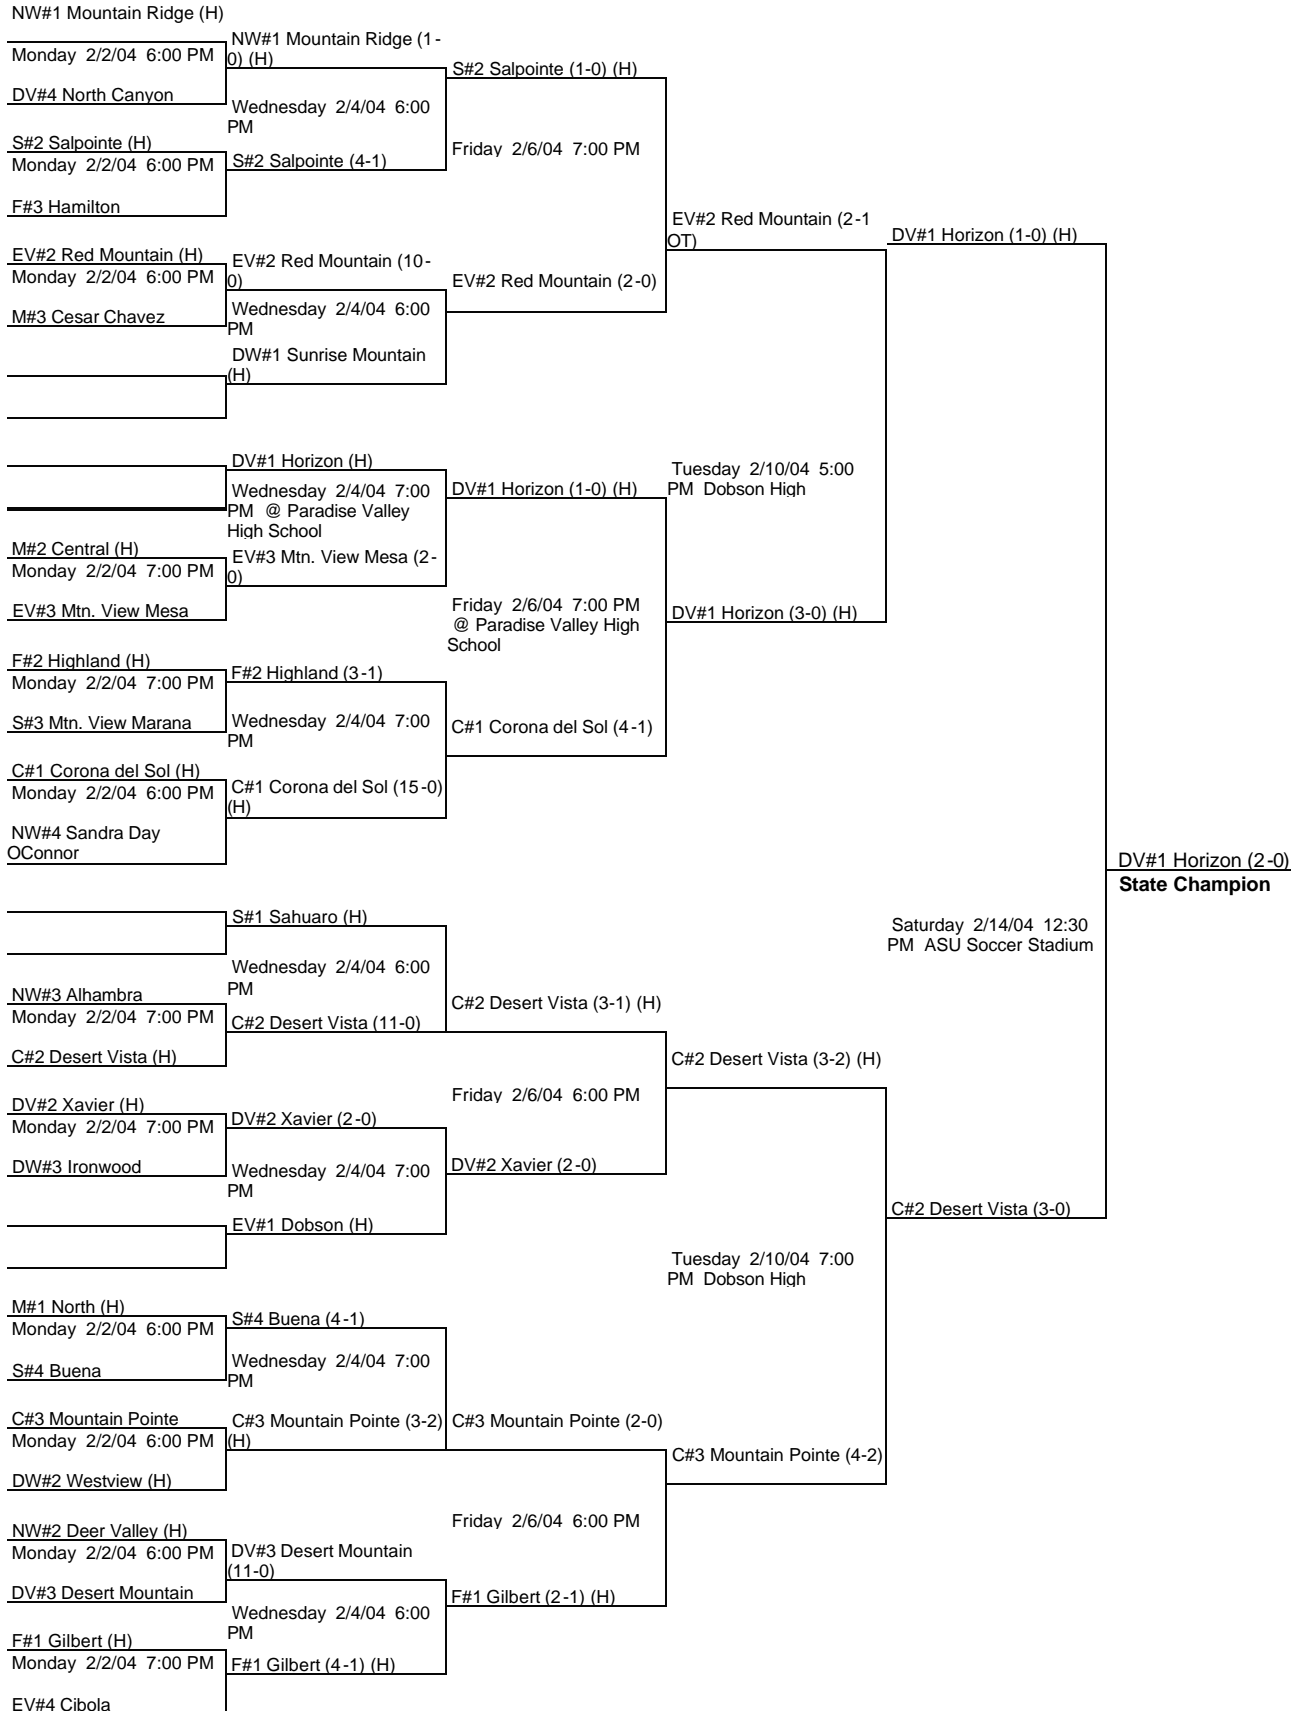 NW#1 Mountain Ridge (H)
Monday 2/2/04 6:00 PM
DV#4 North Canyon
S#2 Salpointe (H)
Monday 2/2/04 6:00 PM
F#3 Hamilton
EV#2 Red Mountain (H)
Monday 2/2/04 6:00 PM
M#3 Cesar Chavez
M#2 Central (H)
Monday 2/2/04 7:00 PM
EV#3 Mtn. View Mesa
F#2 Highland (H)
Monday 2/2/04 7:00 PM
S#3 Mtn. View Marana
C#1 Corona del Sol (H)
Monday 2/2/04 6:00 PM
NW#4 Sandra Day
OConnor
NW#3 Alhambra
Monday 2/2/04 7:00 PM
C#2 Desert Vista (H)
DV#2 Xavier (H)
Monday 2/2/04 7:00 PM
DW#3 Ironwood
M#1 North (H)
Monday 2/2/04 6:00 PM
S#4 Buena
C#3 Mountain Pointe
Monday 2/2/04 6:00 PM
DW#2 Westview (H)
NW#2 Deer Valley (H)
Monday 2/2/04 6:00 PM
DV#3 Desert Mountain
F#1 Gilbert (H)
Monday 2/2/04 7:00 PM
EV#4 Cibola
NW#1 Mountain Ridge (1-
0) (H)
Wednesday 2/4/04 6:00
PM
S#2 Salpointe (4-1)
EV#2 Red Mountain (10-
0)
Wednesday 2/4/04 6:00
PM
DW#1 Sunrise Mountain
(H)
DV#1 Horizon (H)
Wednesday 2/4/04 7:00
PM @ Paradise Valley
High School
EV#3 Mtn. View Mesa (2-
0)
F#2 Highland (3-1)
Wednesday 2/4/04 7:00
PM
C#1 Corona del Sol (15-0)
(H)
S#1 Sahuaro (H)
Wednesday 2/4/04 6:00
PM
C#2 Desert Vista (11-0)
DV#2 Xavier (2-0)
Wednesday 2/4/04 7:00
PM
EV#1 Dobson (H)
S#4 Buena (4-1)
Wednesday 2/4/04 7:00
PM
C#3 Mountain Pointe (3-2)
(H)
DV#3 Desert Mountain
(11-0)
Wednesday 2/4/04 6:00
PM
F#1 Gilbert (4-1) (H)
S#2 Salpointe (1-0) (H)
Friday 2/6/04 7:00 PM
EV#2 Red Mountain (2-0)
DV#1 Horizon (1-0) (H)
Friday 2/6/04 7:00 PM
@ Paradise Valley High
School
C#1 Corona del Sol (4-1)
C#2 Desert Vista (3-1) (H)
Friday 2/6/04 6:00 PM
DV#2 Xavier (2-0)
C#3 Mountain Pointe (2-0)
Friday 2/6/04 6:00 PM
F#1 Gilbert (2-1) (H)
EV#2 Red Mountain (2-1
OT)
Tuesday 2/10/04 5:00
PM Dobson High
DV#1 Horizon (3-0) (H)
C#2 Desert Vista (3-2) (H)
Tuesday 2/10/04 7:00
PM Dobson High
C#3 Mountain Pointe (4-2)
DV#1 Horizon (1-0) (H)
Saturday 2/14/04 12:30
PM ASU Soccer Stadium
C#2 Desert Vista (3-0)
DV#1 Horizon (2-0)
State Champion